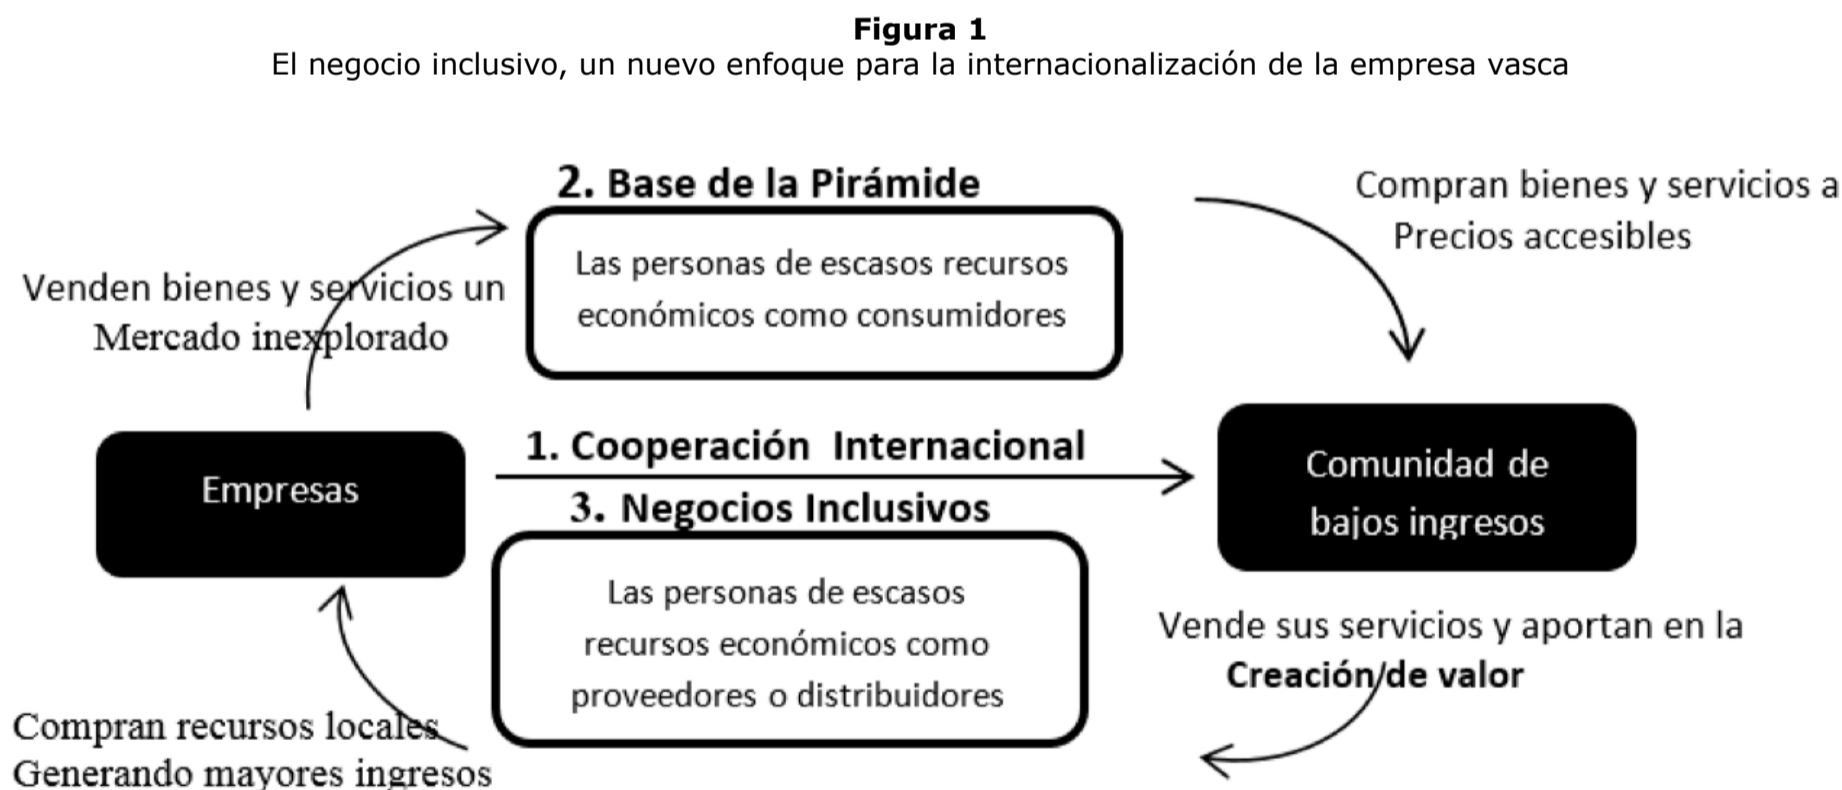 Figura 1
El negocio inclusivo, un nuevo enfoque para la internacionalización de la empresa vasca
2. Base de la Pirámide
Las personas de escasos recursos
económicos como consumidores
Compran bienes y servicios a
Precios accesibles
Venden bienes y servicios un
Mercado inexplorado
Empresas
1. Cooperación Internacional
Comunidad de
bajos ingresos
3. Negocios Inclusivos
Las personas de escasos
recursos económicos como
proveedores o distribuidores
Vende sus servicios y aportan en la
Creación de valor
Compran recursos locales
Generando mayores ingresos